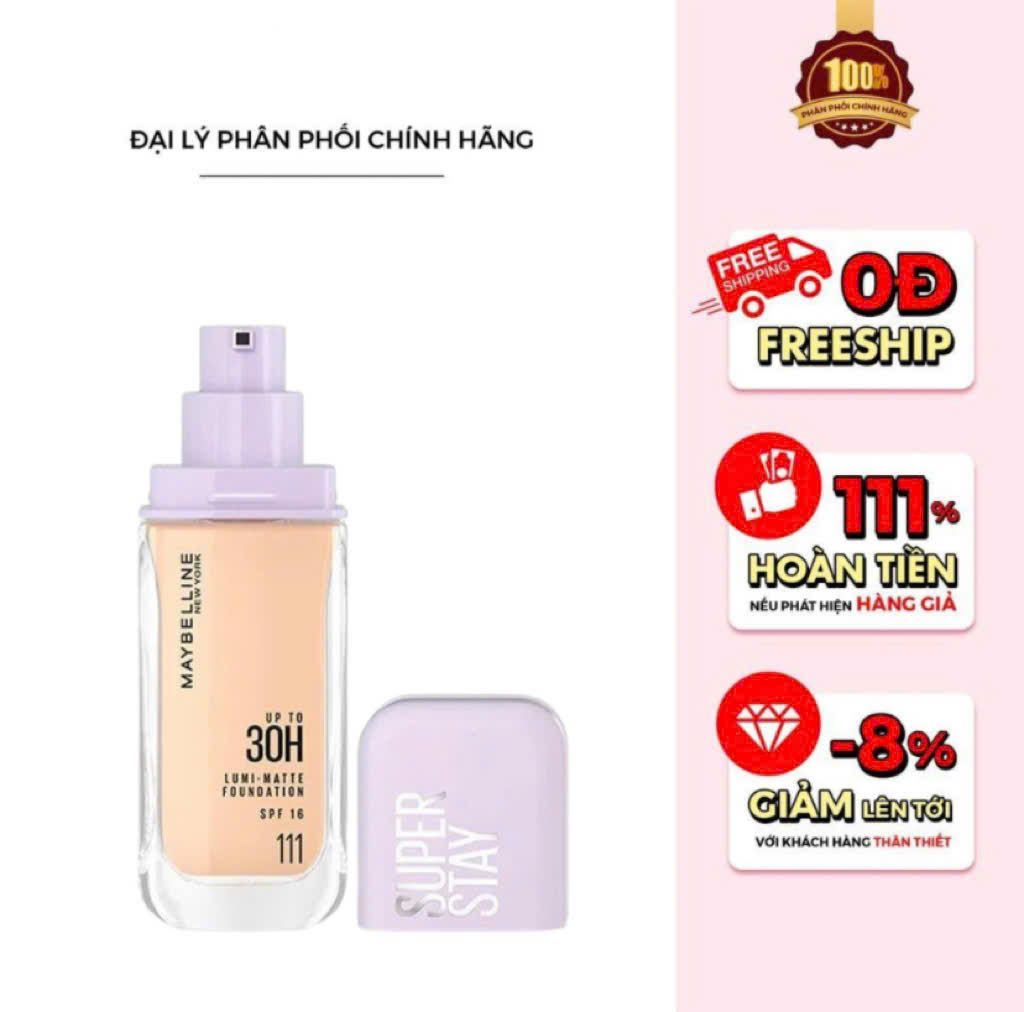 ĐẠI LÝ PHÂN PHỐI CHÍNH HÃNG
MAYBELLINE
NEW YORK
UP TO
30H
LUMI-MATTE
FOUNDATION
SPF 16
111
SUPER
STAY
100%
PHÂN PHỐI CHÍNH HÃNG
FREE
SHIPPING
0Đ
FREESHIP
111%
HOÀN TIỀN
NẾU PHÁT HIỆN HÀNG GIẢ
-8%
GIẢM LÊN TỚI
VỚI KHÁCH HÀNG THÂN THIẾT